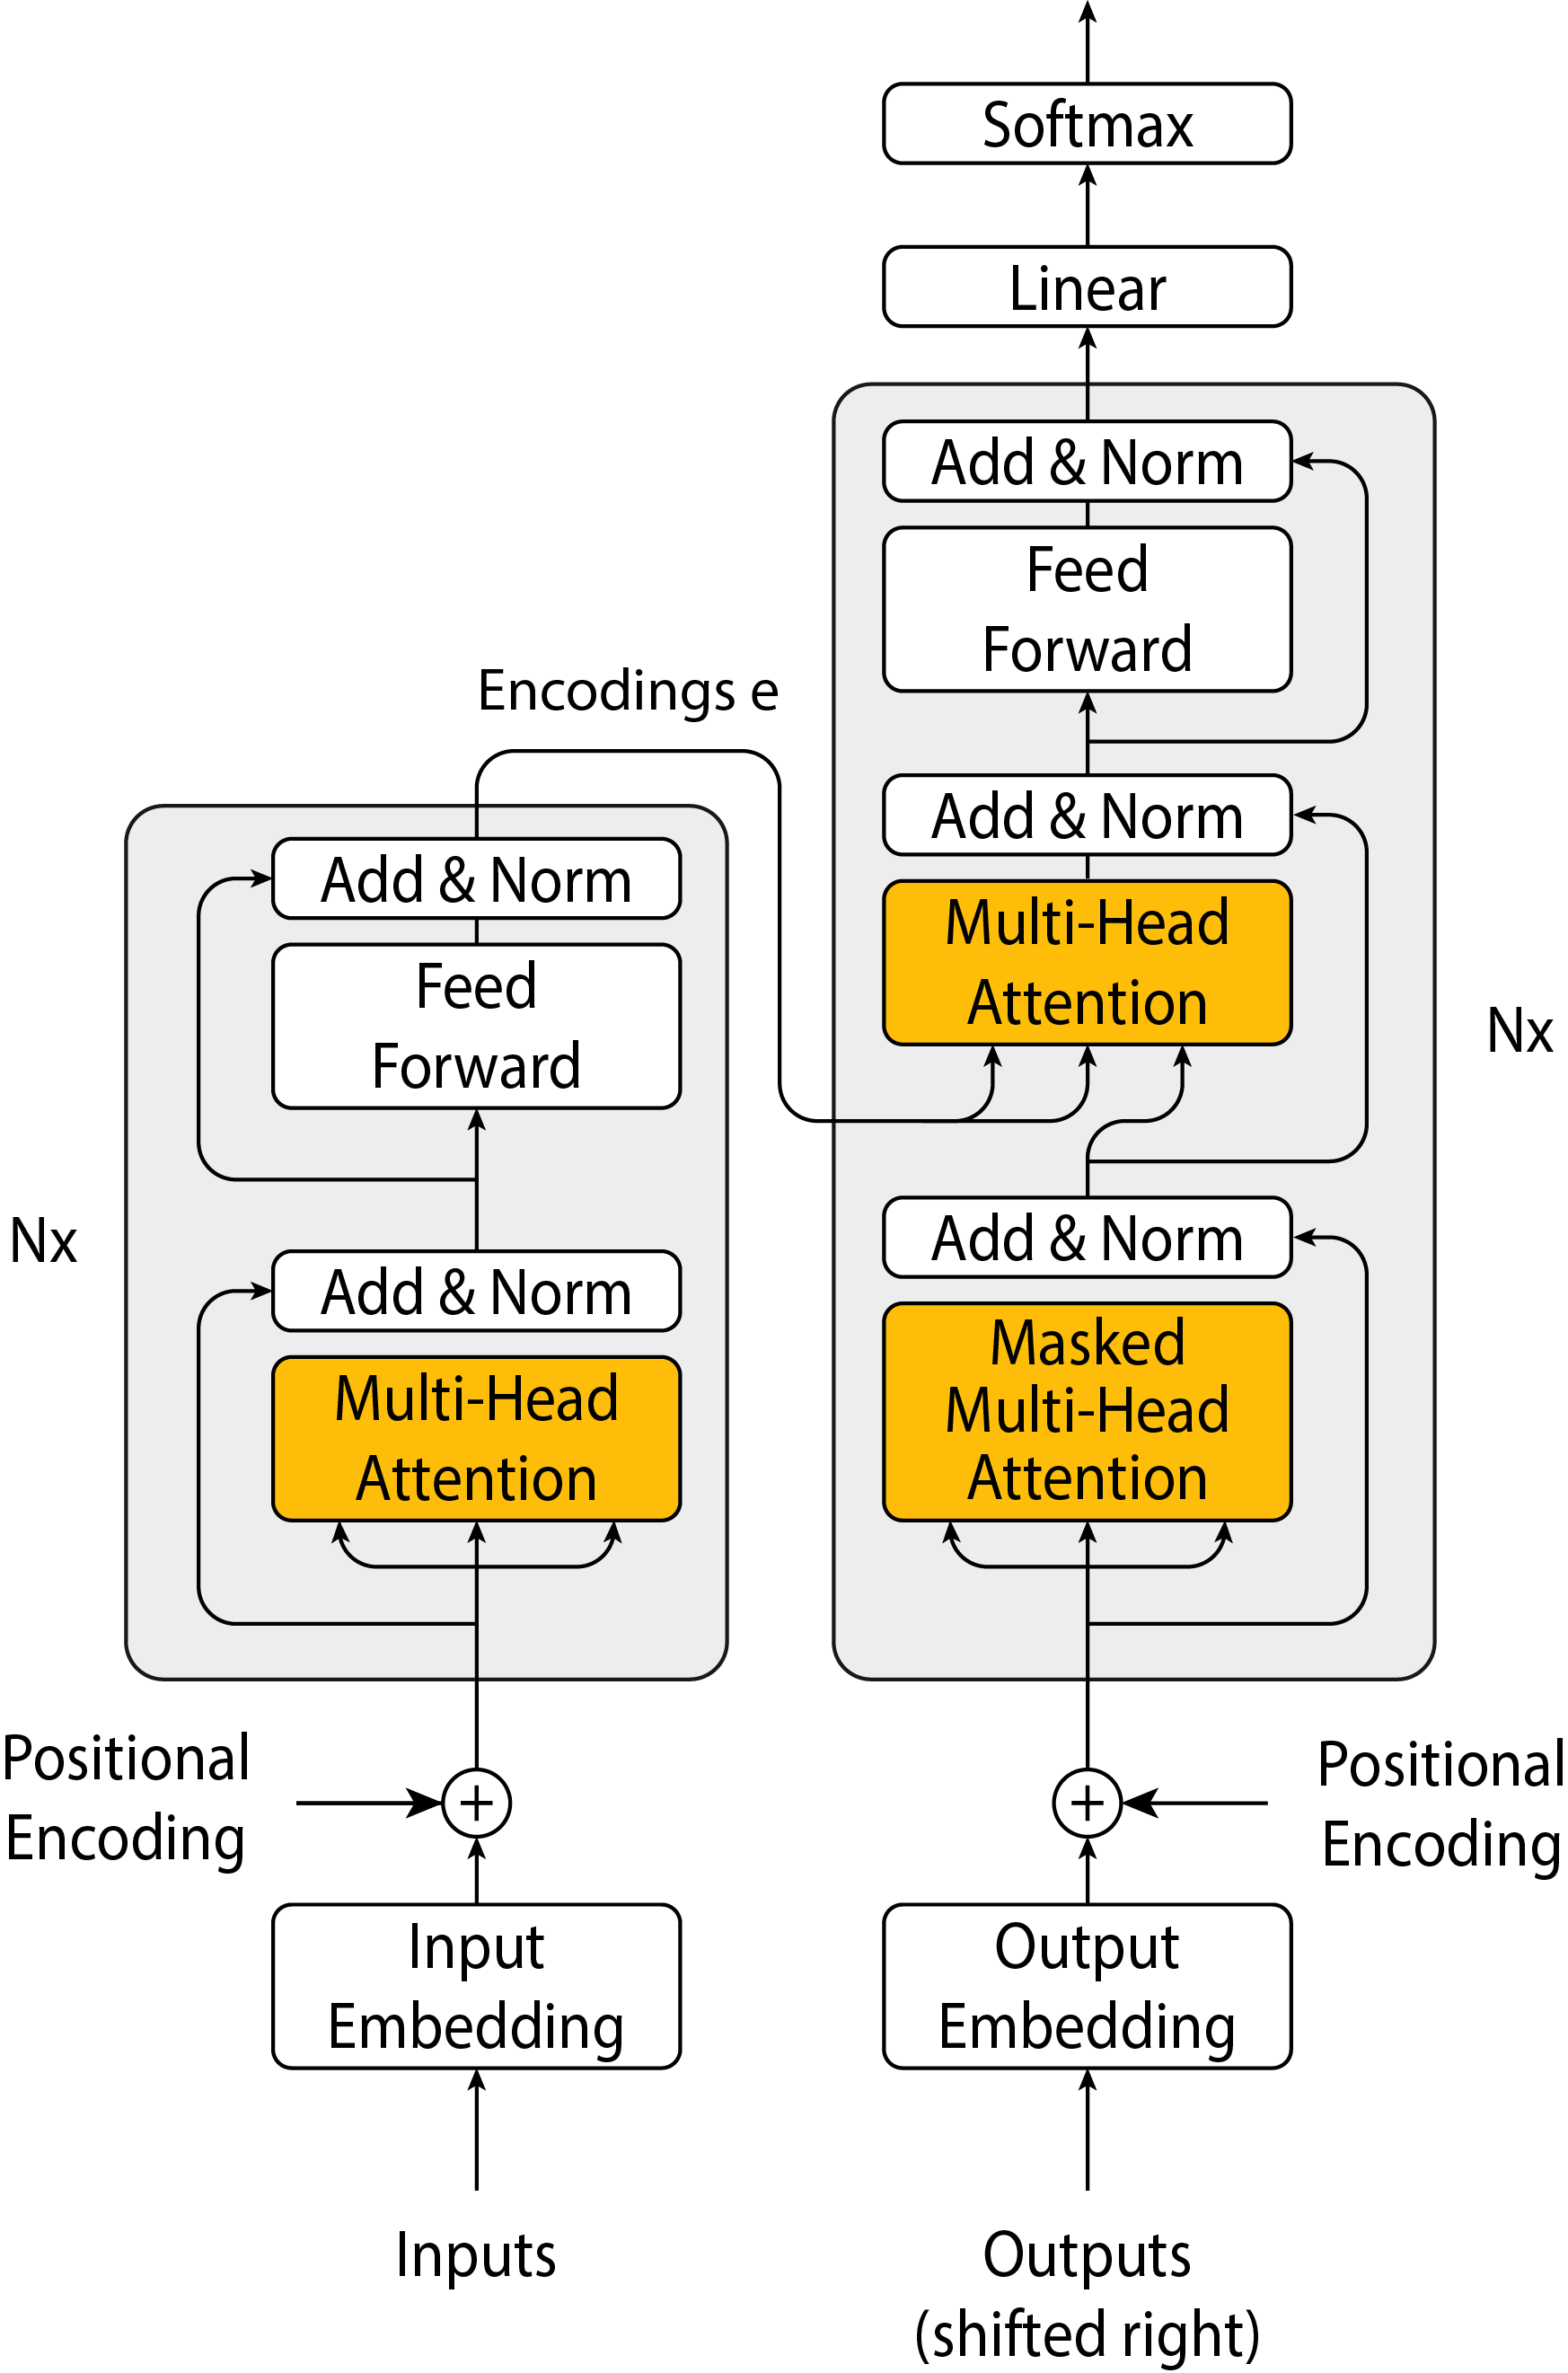 Softmax
Linear
Add & Norm
Feed
Forward
Add & Norm
Multi-Head
Attention
Add & Norm
Masked
Multi-Head
Attention
Nx
Encodings e
Add & Norm
Feed
Forward
Add & Norm
Multi-Head
Attention
Nx
Positional
Encoding
Positional
Encoding
Input
Embedding
Output
Embedding
Inputs
Outputs
(shifted right)